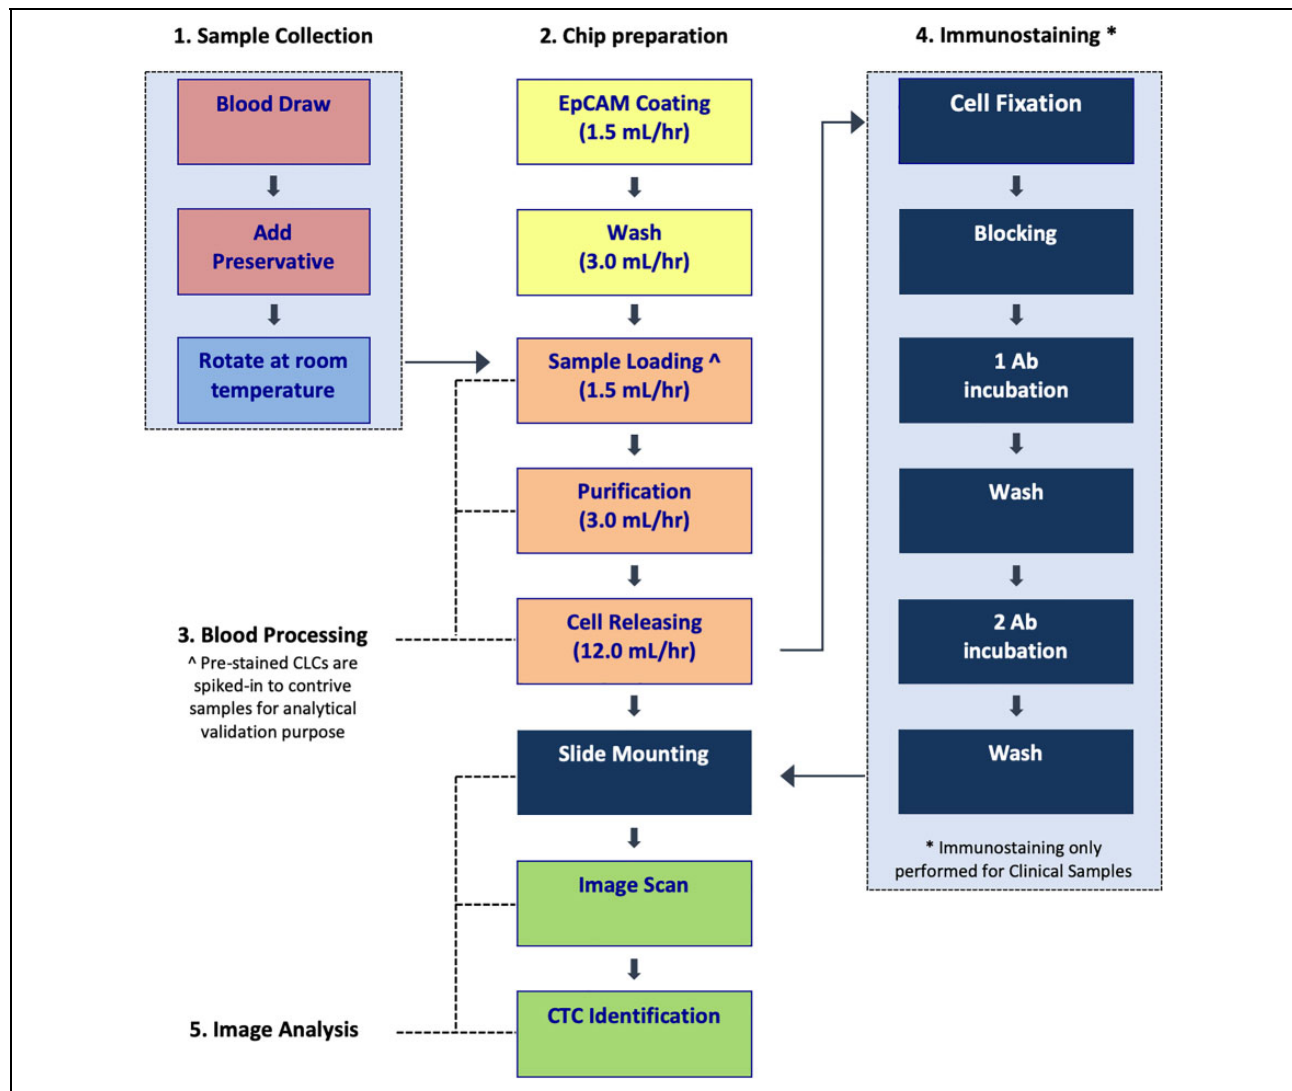 1. Sample Collection
Blood Draw
Add
Preservative
Rotate at room
temperature
2. Chip preparation
EpCAM Coating
(1.5 mL/hr)
Wash
(3.0 mL/hr)
Sample Loading ^
(1.5 mL/hr)
Purification
(3.0 mL/hr)
Cell Releasing
(12.0 mL/hr)
3. Blood Processing
^ Pre-stained CLCs are
spiked-in to contrive
samples for analytical
validation purpose
4. Immunostaining *
Cell Fixation
Blocking
1 Ab
incubation
Wash
2 Ab
incubation
Wash
* Immunostaining only
performed for Clinical Samples
Slide Mounting
Image Scan
CTC Identification
5. Image Analysis